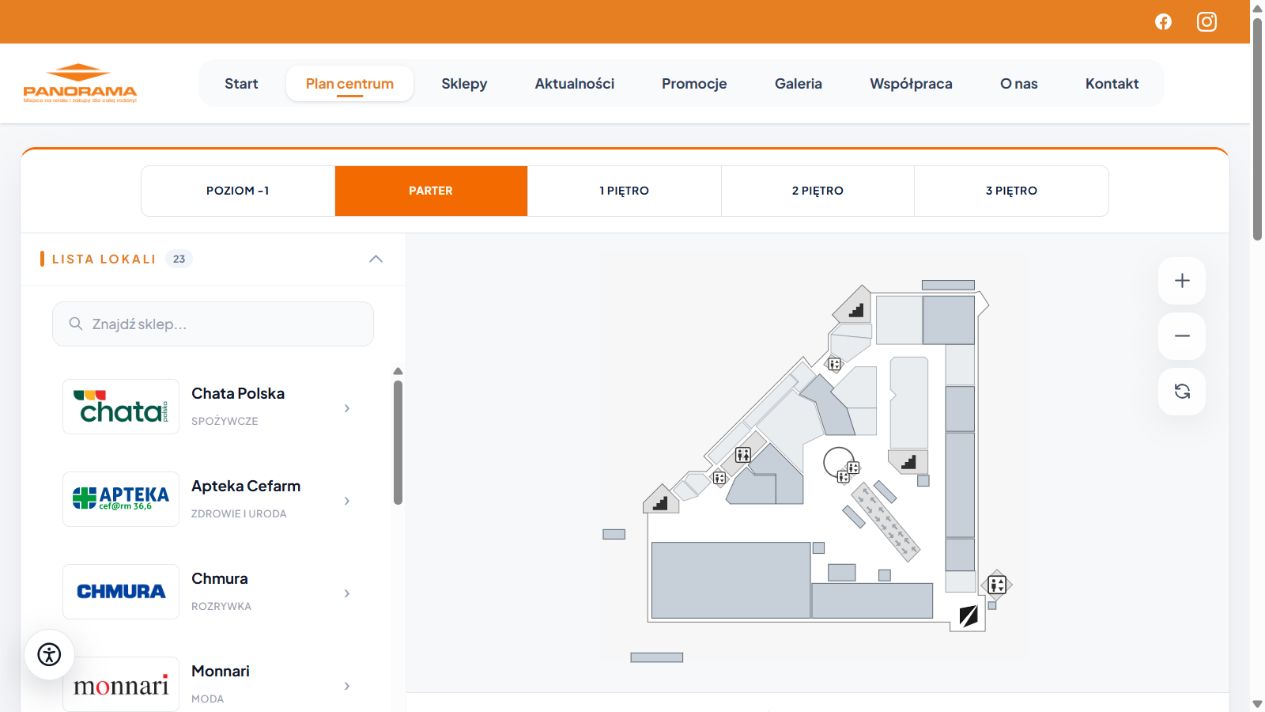 PANORAMA
Miejsce na relaks i zakupy dla całej rodziny!
Start
Plan centrum
Sklepy
Aktualności
Promocje
Galeria
Współpraca
O nas
Kontakt
POZIOM -1
PARTER
1 PIĘTRO
2 PIĘTRO
3 PIĘTRO
LISTA LOKALI 23
Znajdź sklep...
chata polska
Chata Polska
SPOŻYWCZE
APTEKA
cef@rm 36,6
Apteka Cefarm
ZDROWIE I URODA
CHMURA
Chmura
ROZRYWKA
monnari
Monnari
MODA